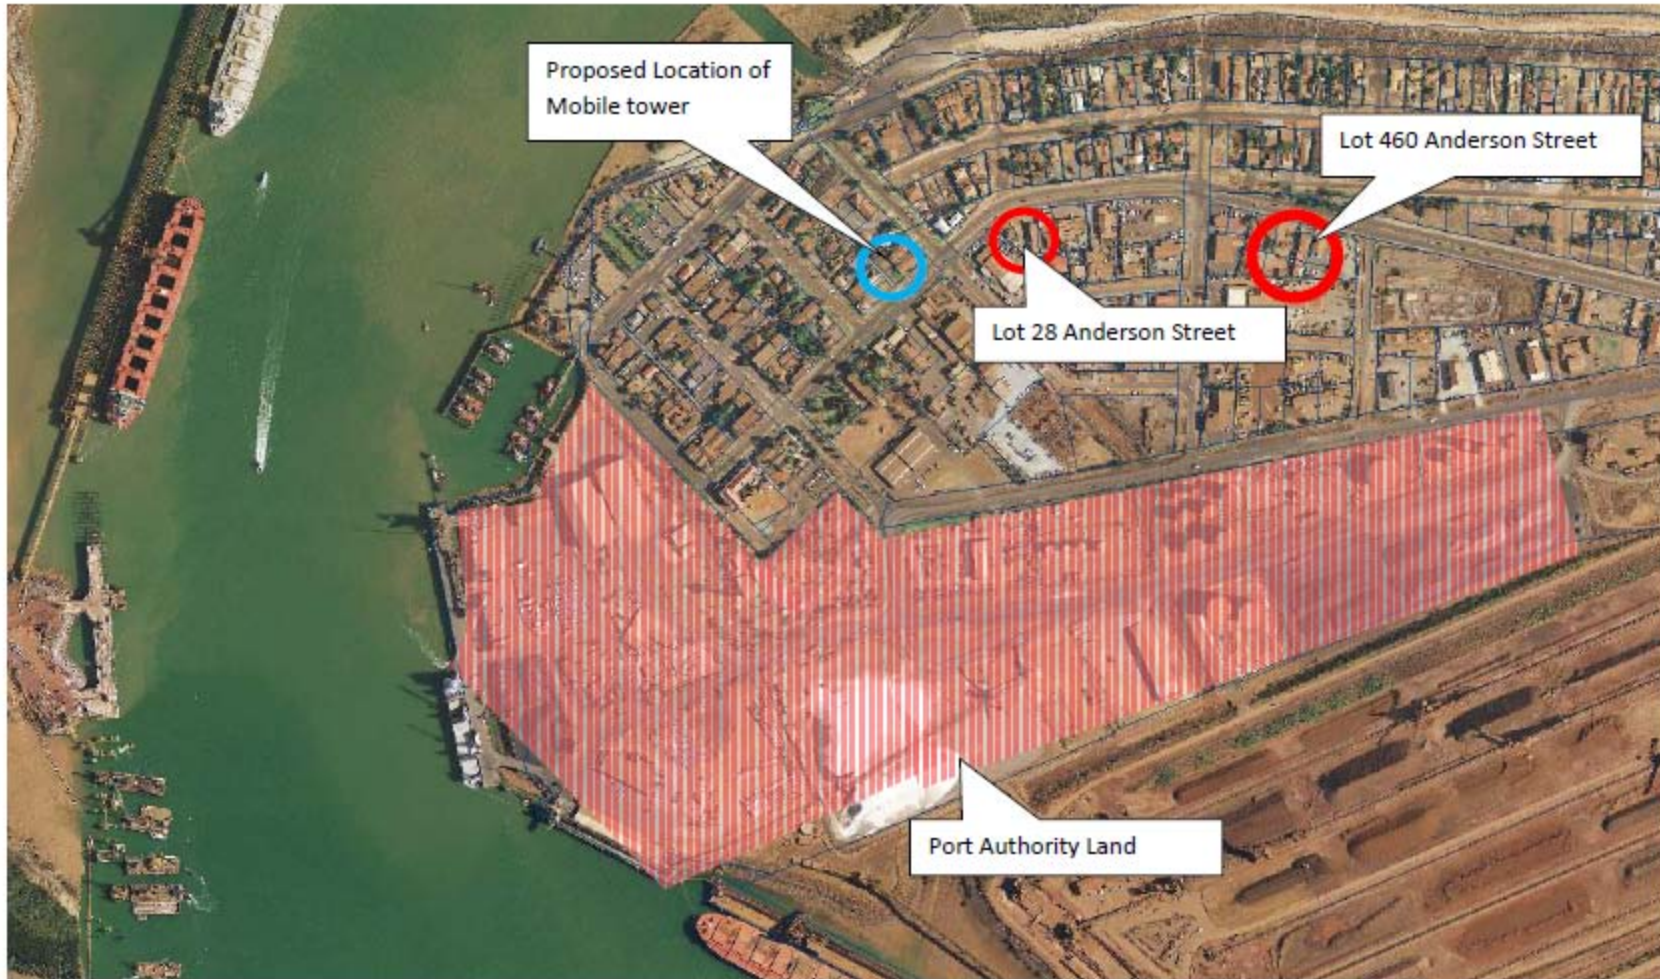 Proposed Location of
Mobile tower
Lot 460 Anderson Street
Lot 28 Anderson Street
Port Authority Land